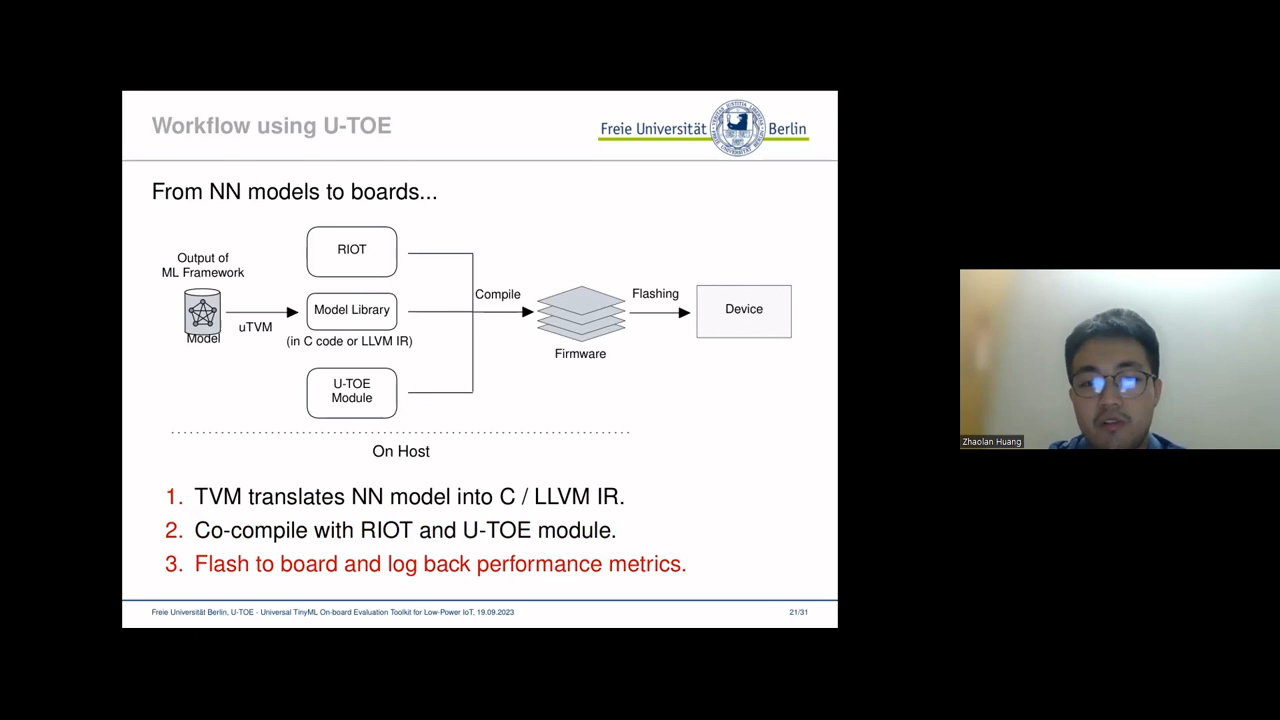 Workflow using U-TOE
Freie Universität Berlin
From NN models to boards...
Output of
ML Framework
Model
uTVM
RIOT
Model Library
(in C code or LLVM IR)
U-TOE
Module
Compile
Firmware
Flashing
Device
On Host
1. TVM translates NN model into C / LLVM IR.
2. Co-compile with RIOT and U-TOE module.
3. Flash to board and log back performance metrics.
Freie Universität Berlin, U-TOE - Universal TinyML On-board Evaluation Toolkit for Low-Power IoT, 19.09.2023
21/31
Zhaolan Huang